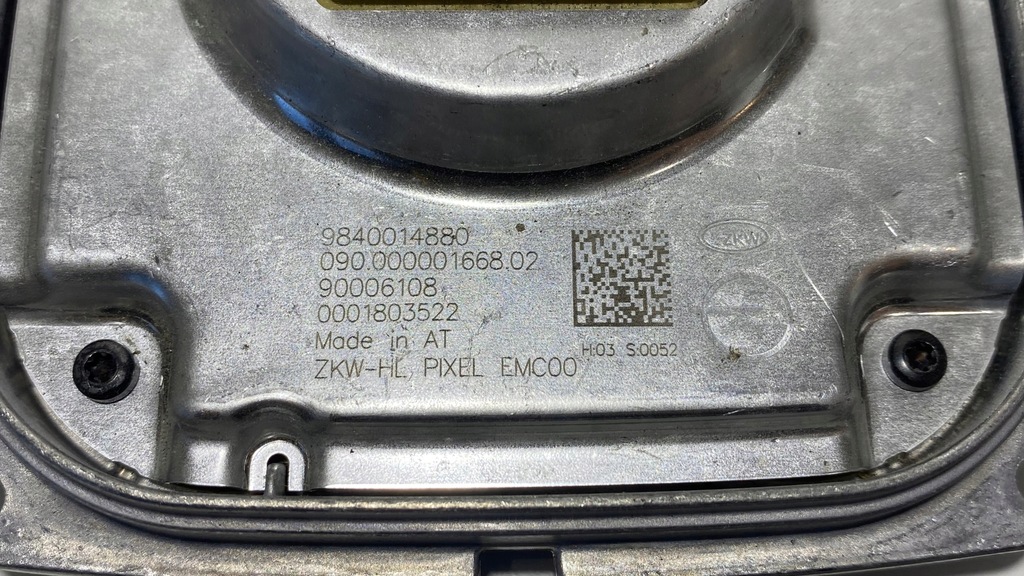 9840014880
090.000001668.02
90006108
0001803522
Made in AT
ZKW-HL PIXEL EMC00
ZKW
H:03 S:0052